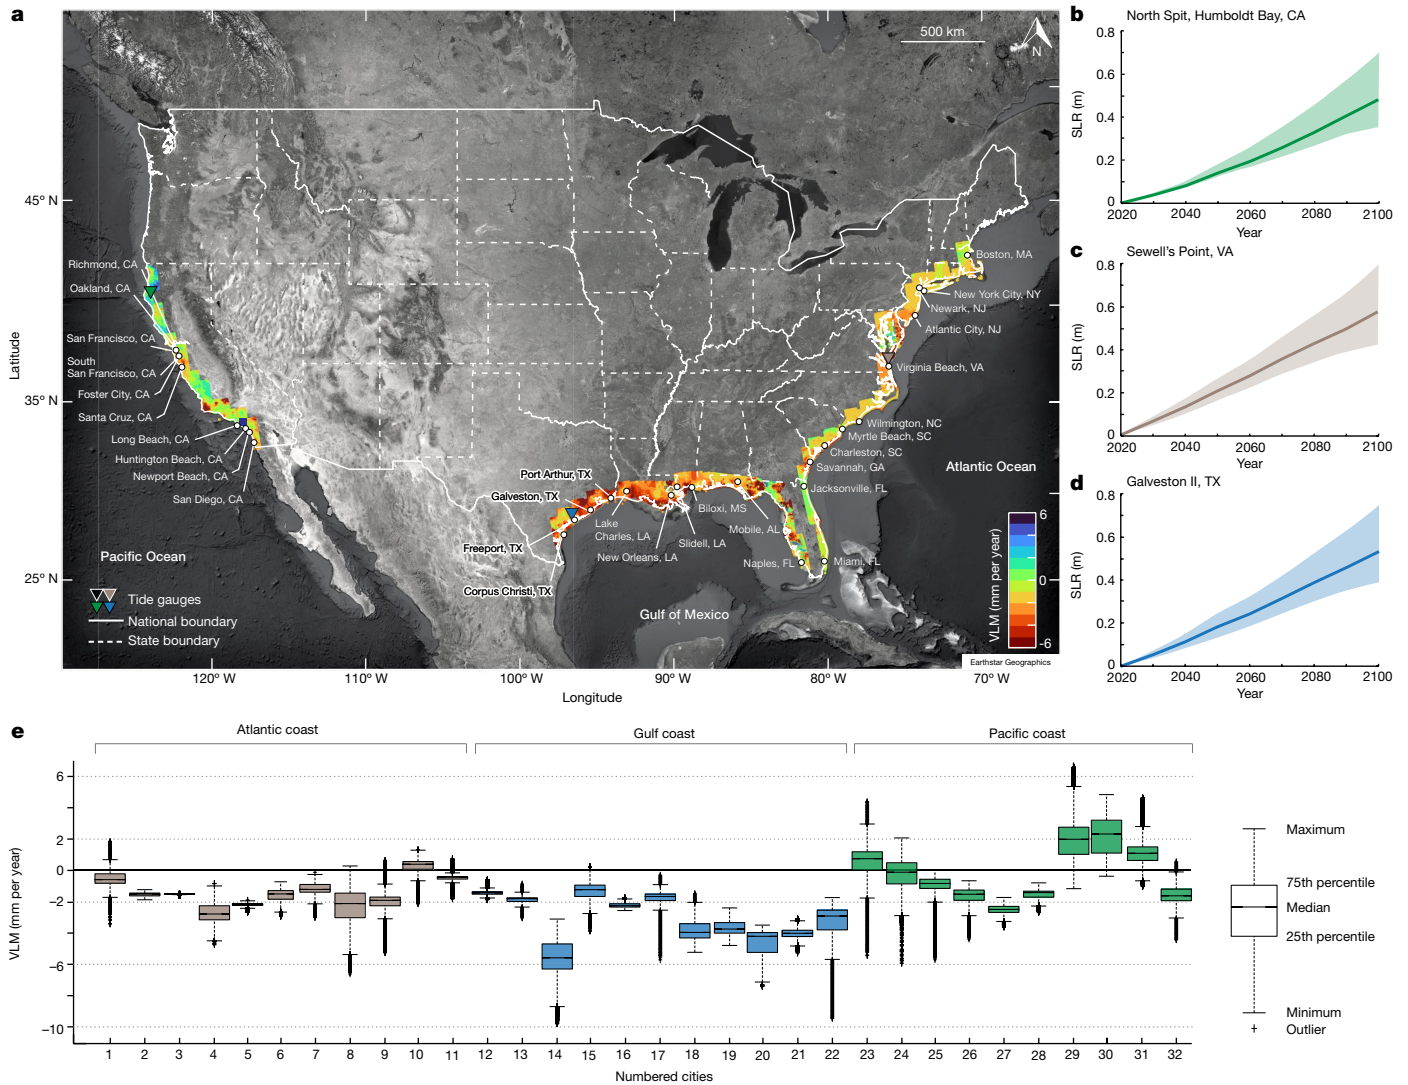 a
500 km
N
45° N
35° N
25° N
Latitude
Richmond, CA
Oakland, CA
San Francisco, CA
South
San Francisco, CA
Foster City, CA
Santa Cruz, CA
Long Beach, CA
Huntington Beach, CA
Newport Beach, CA
San Diego, CA
Pacific Ocean
Tide gauges
National boundary
State boundary
Port Arthur, TX
Galveston, TX
Freeport, TX
Corpus Christi, TX
Lake
Charles, LA
New Orleans, LA
Slidell, LA
Biloxi, MS
Mobile, AL
Naples, FL
Miami, FL
Gulf of Mexico
Boston, MA
New York City, NY
Newark, NJ
Atlantic City, NJ
Virginia Beach, VA
Wilmington, NC
Myrtle Beach, SC
Charleston, SC
Savannah, GA
Jacksonville, FL
Atlantic Ocean
VLM (mm per year)
6
0
-6
Earthstar Geographics
120° W
110° W
100° W
90° W
80° W
70° W
Longitude
b
North Spit, Humboldt Bay, CA
0.8
0.6
0.4
0.2
0
SLR (m)
2020 2040 2060 2080 2100
Year
c
Sewell's Point, VA
0.8
0.6
0.4
0.2
0
SLR (m)
2020 2040 2060 2080 2100
Year
d
Galveston II, TX
0.8
0.6
0.4
0.2
0
SLR (m)
2020 2040 2060 2080 2100
Year
e
Atlantic coast
Gulf coast
Pacific coast
6
2
0
−2
−6
−10
VLM (mm per year)
1 2 3 4 5 6 7 8 9 10 11 12 13 14 15 16 17 18 19 20 21 22 23 24 25 26 27 28 29 30 31 32
Numbered cities
Maximum
75th percentile
Median
25th percentile
Minimum
Outlier